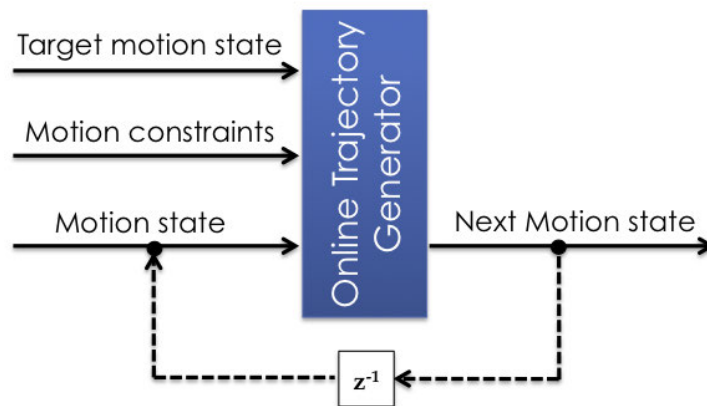 Target motion state
Motion constraints
Motion state
Online Trajectory
Generator
Next Motion state
z-1